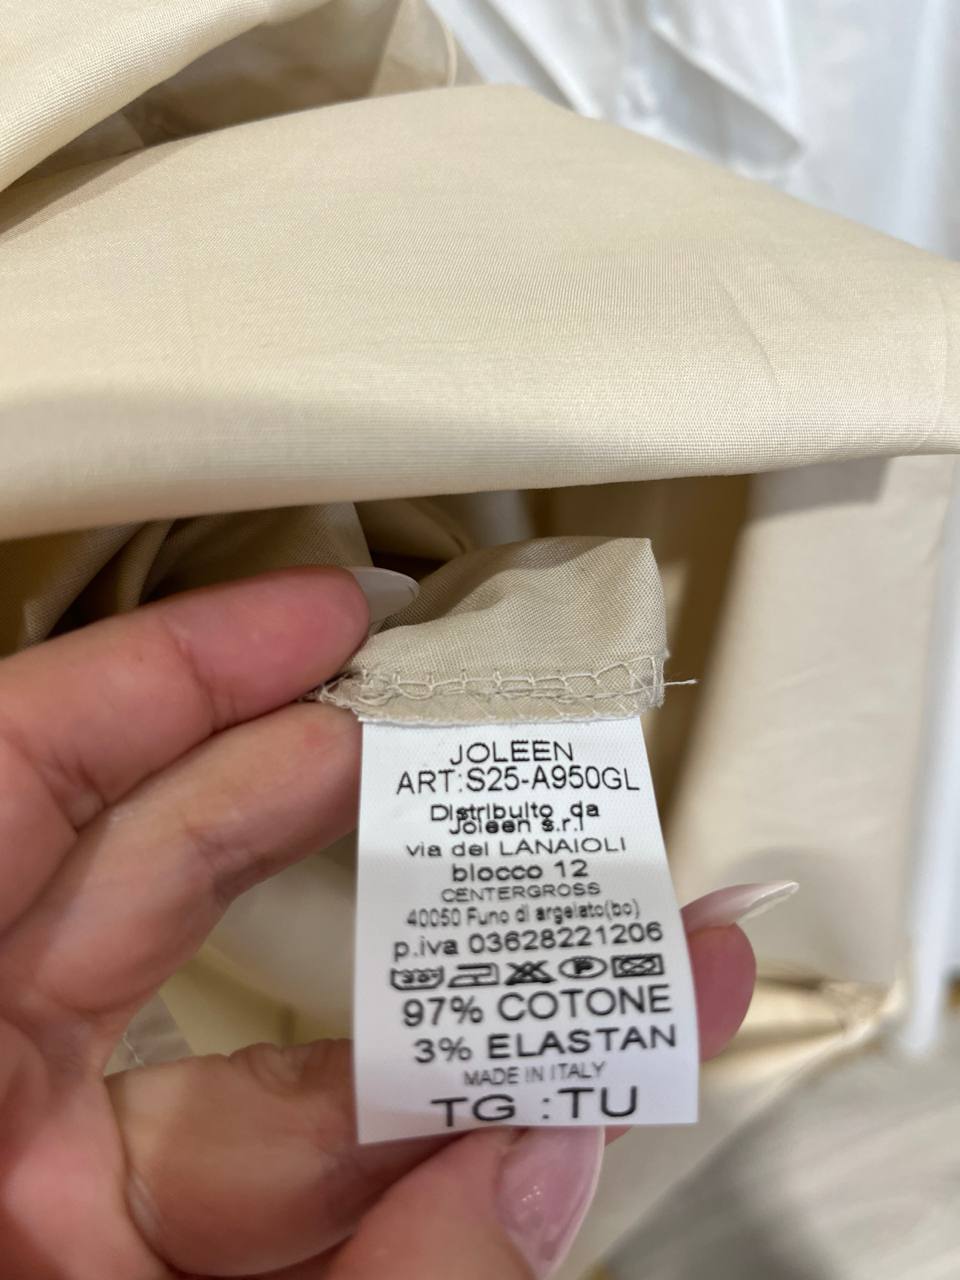 JOLEEN
ART:S25-A950GL
Distribuito da
Joleen s.r.l
via dei LANAIOLI
blocco 12
CENTERGROSS
40050 Funo di argelato(bo)
p.iva 03628221206
97% COTONE
3% ELASTAN
MADE IN ITALY
TG :TU